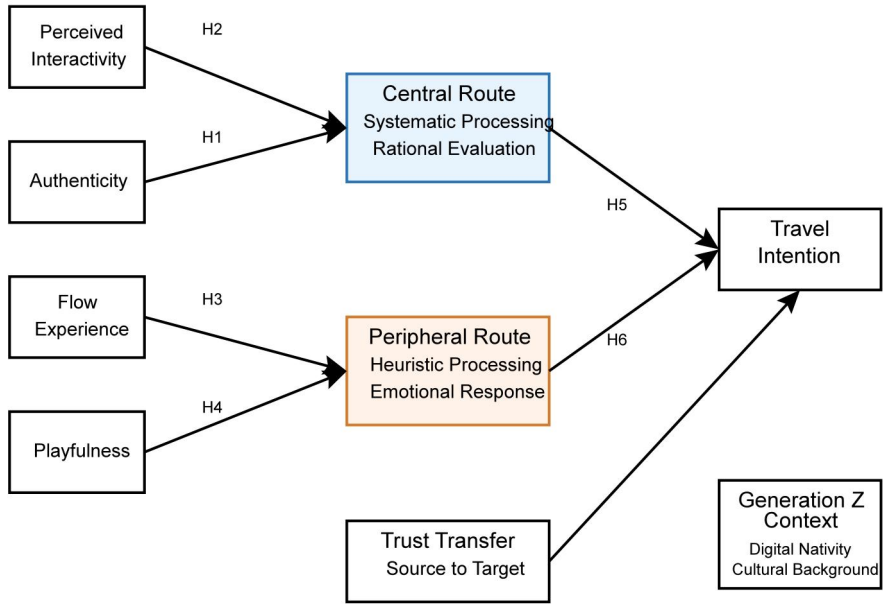 Perceived
Interactivity
H2
Central Route
Systematic Processing
Rational Evaluation
H1
Authenticity
H5
Travel
Intention
Flow
Experience
H3
Peripheral Route
Heuristic Processing
Emotional Response
H6
H4
Playfulness
Trust Transfer
Source to Target
Generation Z
Context
Digital Nativity
Cultural Background